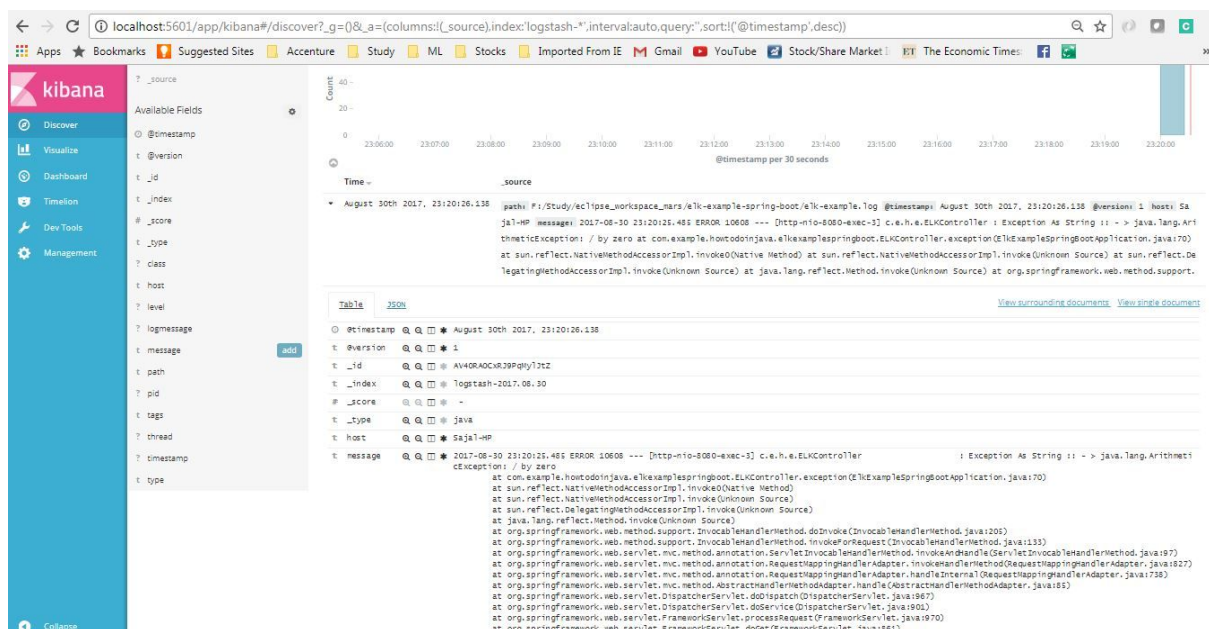 localhost:5601/app/kibana#/discover?_g=()&_a=(columns:!(_source),index:'logstash-*',interval:auto,query:'',sort:!('@timestamp',desc))
Apps Bookmarks Suggested Sites Accenture Study ML Stocks Imported From IE Gmail YouTube Stock/Share Market The Economic Times
kibana
Discover
Visualize
Dashboard
Timelion
Dev Tools
Management
Collapse
? _source
Available Fields
@timestamp
t @version
t _id
t _index
# _score
t _type
? class
t host
? level
? logmessage
t message add
t path
? pid
t tags
? thread
? timestamp
t type
Count
40
20
0
23:06:00 23:07:00 23:08:00 23:09:00 23:10:00 23:11:00 23:12:00 23:13:00 23:14:00 23:15:00 23:16:00 23:17:00 23:18:00 23:19:00 23:20:00
@timestamp per 30 seconds
Time _source
August 30th 2017, 23:20:26.138 path: F:/Study/eclipse_workspace_mars/elk-example-spring-boot/elk-example.log @timestamp: August 30th 2017, 23:20:26.138 @version: 1 host: Sa
jal-HP message: 2017-08-30 23:20:25.485 ERROR 10608 --- [http-nio-8080-exec-3] c.e.h.e.ELKController : Exception As String :: - > java.lang.Ari
thmeticException: / by zero at com.example.howtodoinjava.elkexamplespringboot.ELKController.exception(ElkExampleSpringBootApplication.java:70)
at sun.reflect.NativeMethodAccessorImpl.invoke0(Native Method) at sun.reflect.NativeMethodAccessorImpl.invoke(Unknown Source) at sun.reflect.De
legatingMethodAccessorImpl.invoke(Unknown Source) at java.lang.reflect.Method.invoke(Unknown Source) at org.springframework.web.method.support.
Table JSON View surrounding documents View single document
@timestamp August 30th 2017, 23:20:26.138
t @version 1
t _id AV40RAOCxRJ9PqMylJtZ
t _index logstash-2017.08.30
# _score -
t _type java
t host Sajal-HP
t message 2017-08-30 23:20:25.485 ERROR 10608 --- [http-nio-8080-exec-3] c.e.h.e.ELKController : Exception As String :: - > java.lang.Arithmeti
cException: / by zero
at com.example.howtodoinjava.elkexamplespringboot.ELKController.exception(ElkExampleSpringBootApplication.java:70)
at sun.reflect.NativeMethodAccessorImpl.invoke0(Native Method)
at sun.reflect.NativeMethodAccessorImpl.invoke(Unknown Source)
at sun.reflect.DelegatingMethodAccessorImpl.invoke(Unknown Source)
at java.lang.reflect.Method.invoke(Unknown Source)
at org.springframework.web.method.support.InvocableHandlerMethod.doInvoke(InvocableHandlerMethod.java:205)
at org.springframework.web.method.support.InvocableHandlerMethod.invokeForRequest(InvocableHandlerMethod.java:133)
at org.springframework.web.servlet.mvc.method.annotation.ServletInvocableHandlerMethod.invokeAndHandle(ServletInvocableHandlerMethod.java:97)
at org.springframework.web.servlet.mvc.method.annotation.RequestMappingHandlerAdapter.invokeHandlerMethod(RequestMappingHandlerAdapter.java:827)
at org.springframework.web.servlet.mvc.method.annotation.RequestMappingHandlerAdapter.handleInternal(RequestMappingHandlerAdapter.java:738)
at org.springframework.web.servlet.mvc.method.AbstractHandlerMethodAdapter.handle(AbstractHandlerMethodAdapter.java:85)
at org.springframework.web.servlet.DispatcherServlet.doDispatch(DispatcherServlet.java:967)
at org.springframework.web.servlet.DispatcherServlet.doService(DispatcherServlet.java:901)
at org.springframework.web.servlet.FrameworkServlet.processRequest(FrameworkServlet.java:970)
at org.springframework.web.servlet.FrameworkServlet.doGet(FrameworkServlet.java:861)